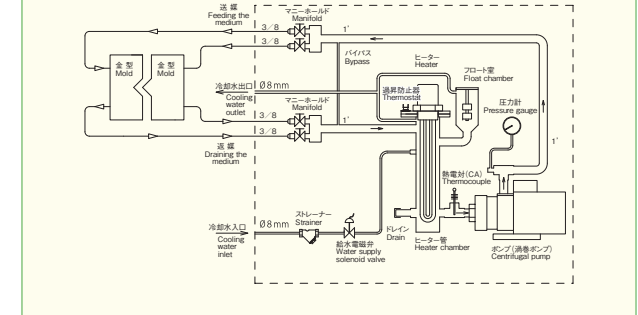 送 媒
Feeding the
medium
マニーホールド
Manifold
3/8
3/8
1'
バイパス
Bypass
金 型
Mold
金 型
Mold
冷却水出口
Cooling
water
outlet
Ø8mm
マニーホールド
Manifold
3/8
3/8
1'
返 媒
Draining the
medium
ヒーター
Heater
過昇防止器
Thermostat
フロート室
Float chamber
圧力計
Pressure gauge
1'
熱電対(CA)
Thermocouple
冷却水入口
Cooling
water
inlet
Ø8mm
ストレーナー
Strainer
給水電磁弁
Water supply
solenoid valve
ドレイン
Drain
ヒーター管
Heater chamber
ポンプ(渦巻ポンプ)
Centrifugal pump